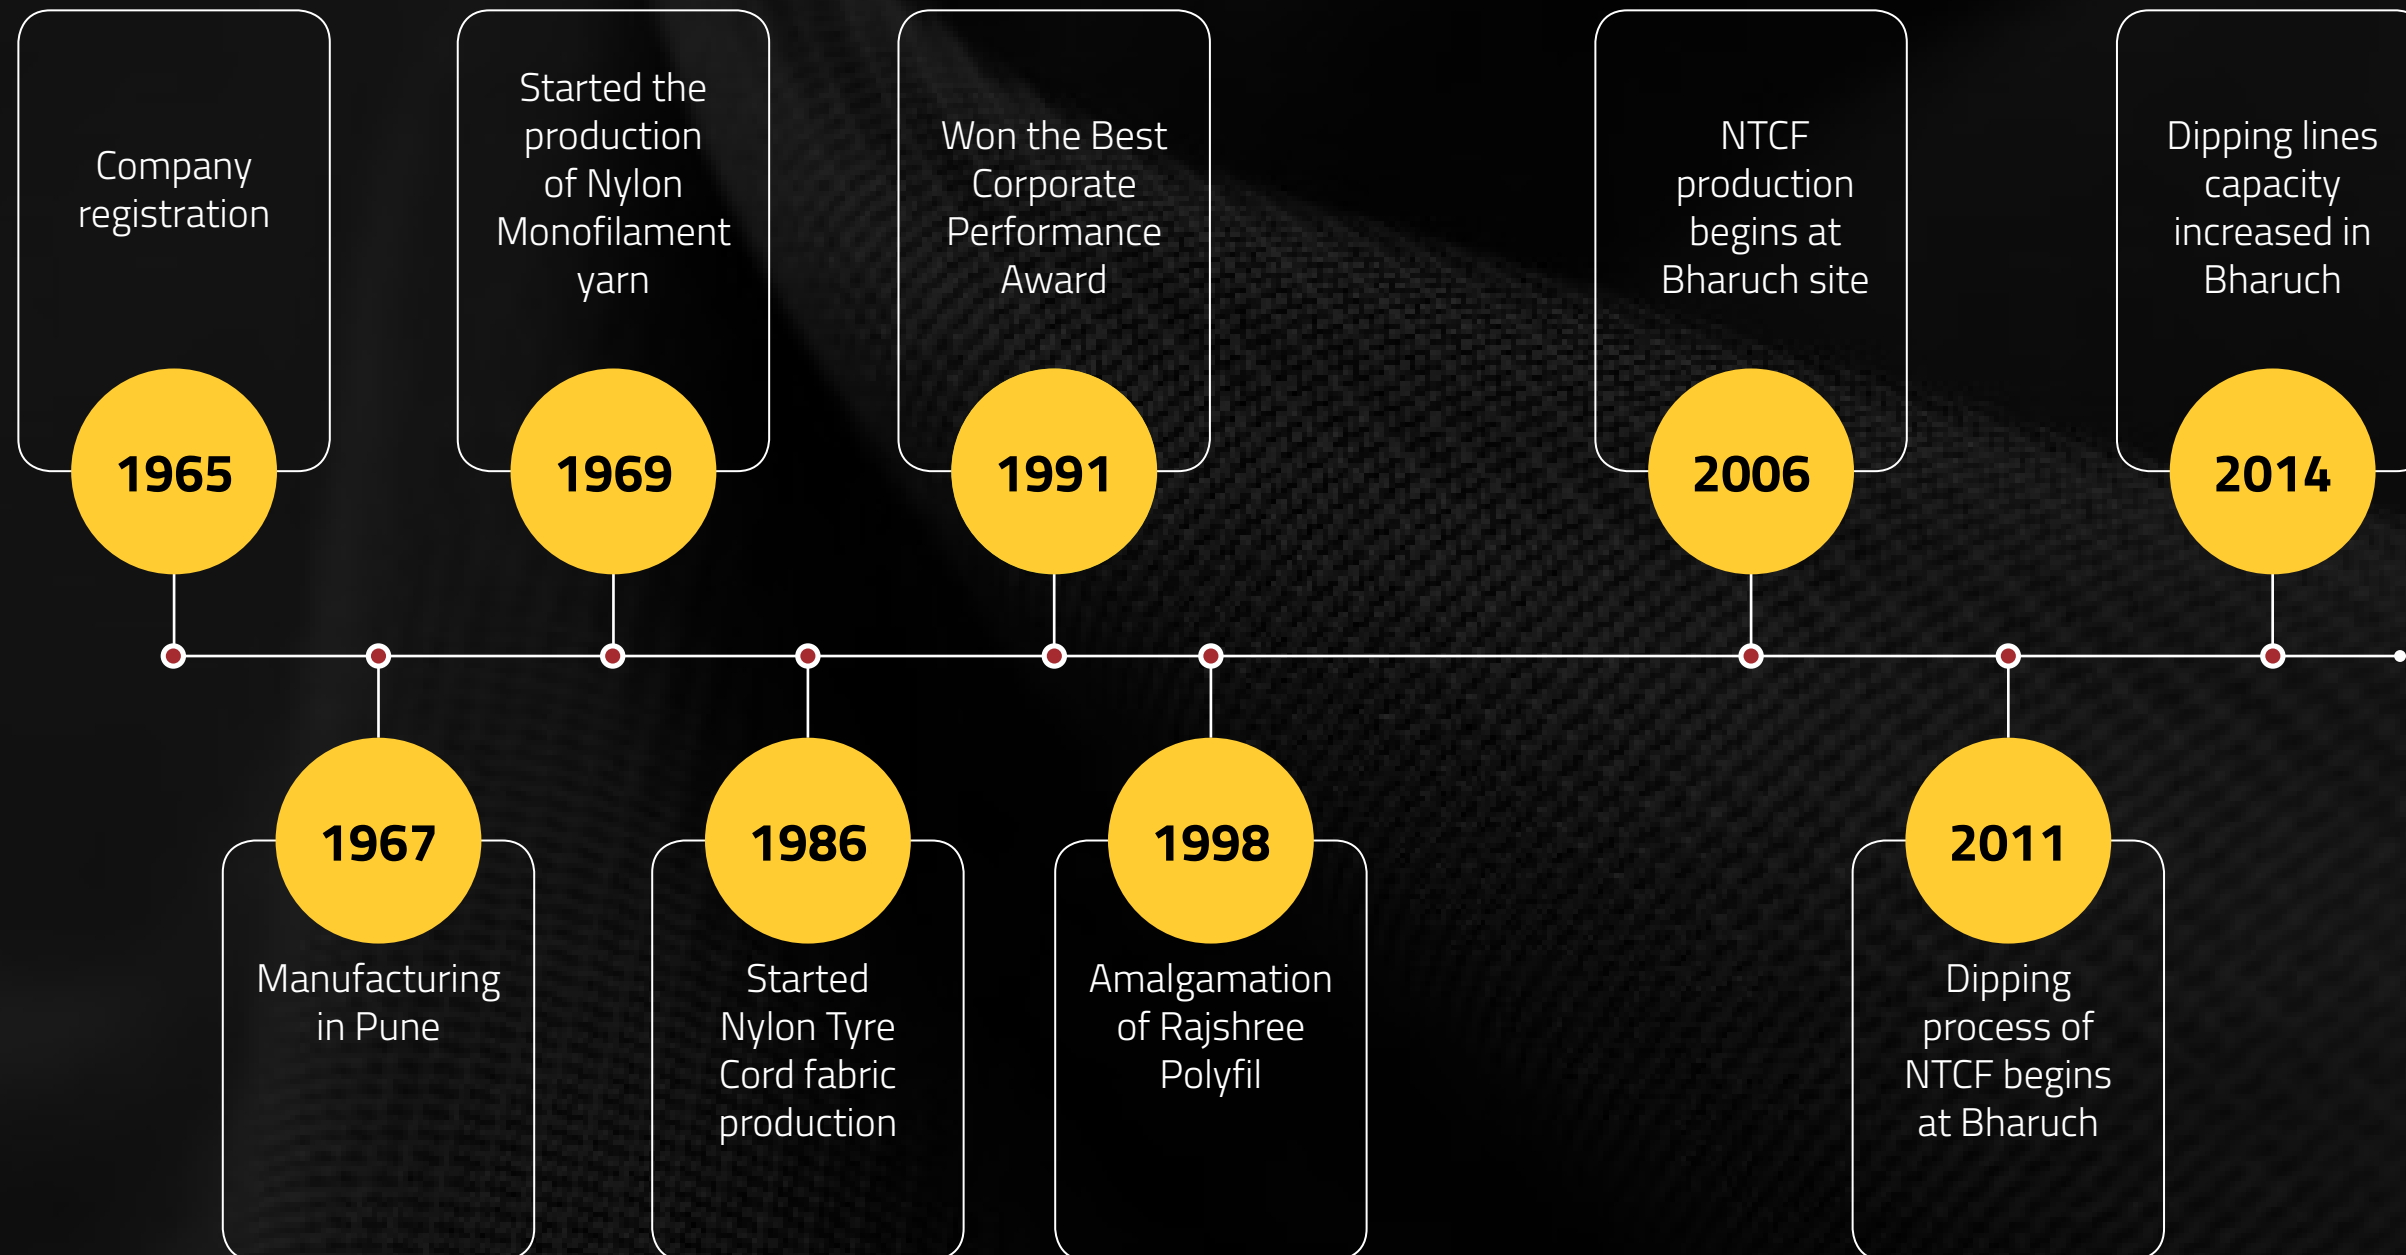 Company
registration
1965
Started the
production
of Nylon
Monofilament
yarn
1969
Won the Best
Corporate
Performance
Award
1991
NTCF
production
begins at
Bharuch site
2006
Dipping lines
capacity
increased in
Bharuch
2014
1967
Manufacturing
in Pune
1986
Started
Nylon Tyre
Cord fabric
production
1998
Amalgamation
of Rajshree
Polyfil
2011
Dipping
process of
NTCF begins
at Bharuch